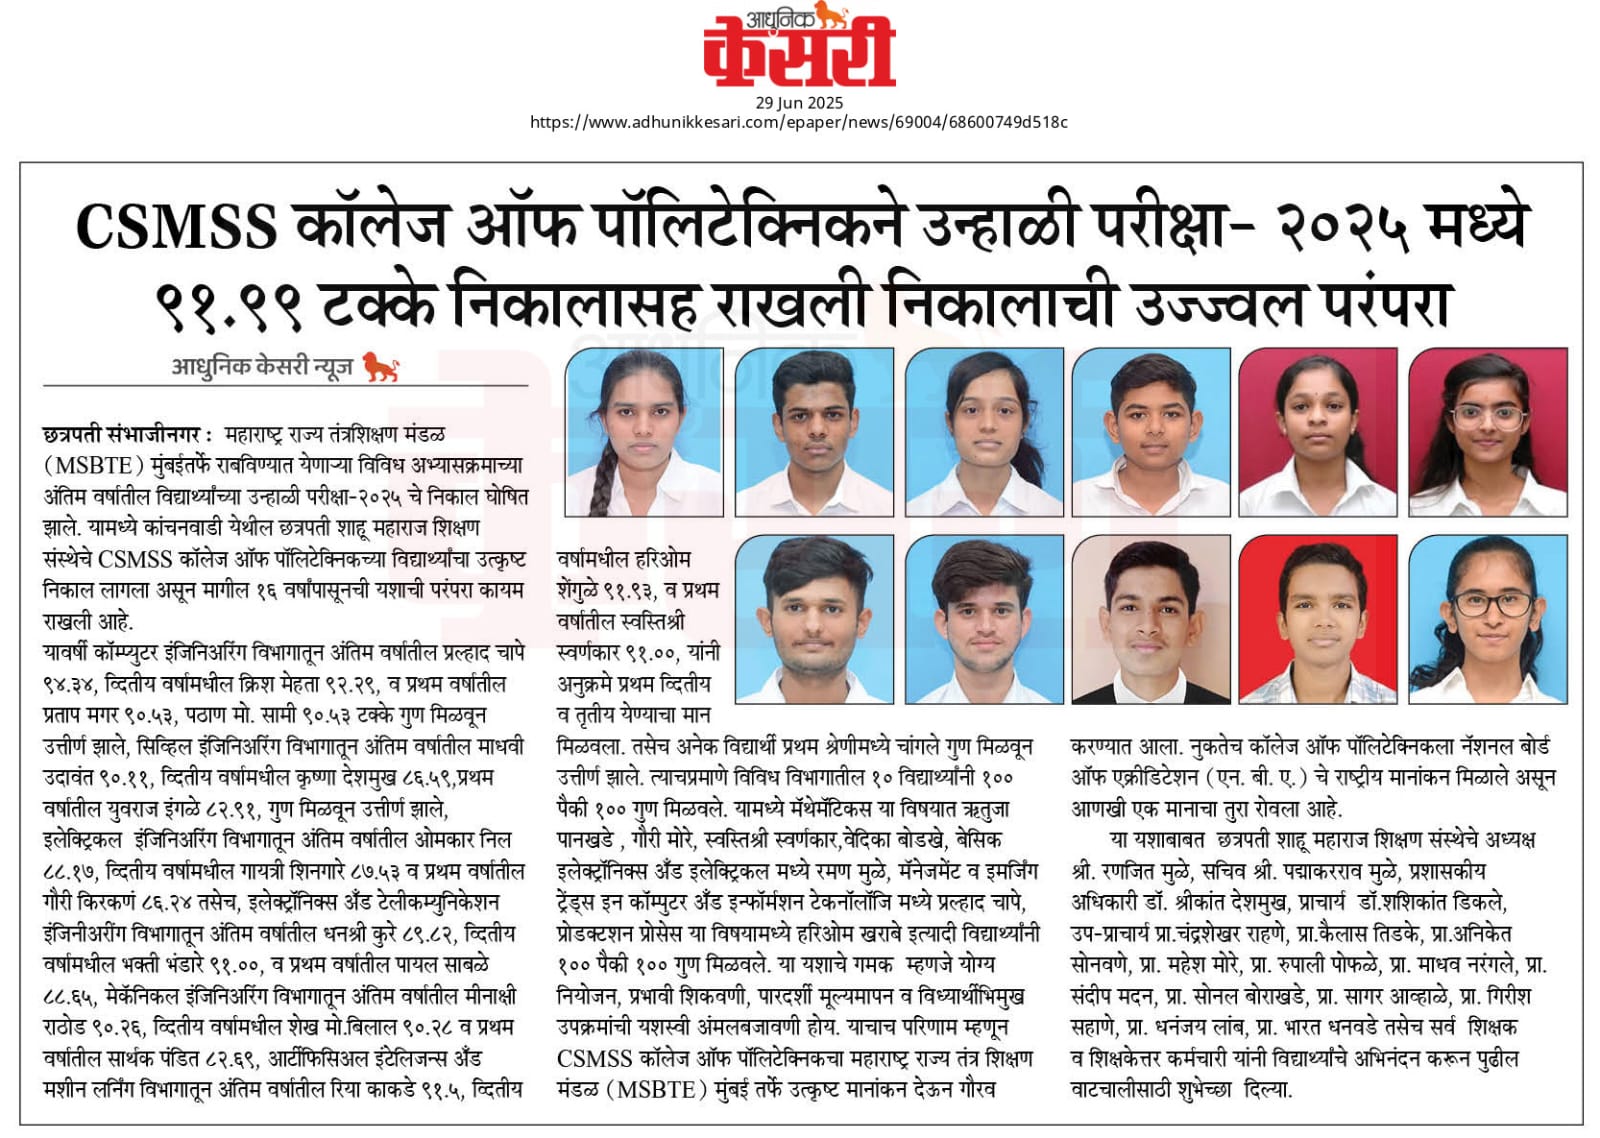 आधुनिक
केसरी
29 Jun 2025
https://www.adhunikkesari.com/epaper/news/69004/68600749d518c
CSMSS कॉलेज ऑफ पॉलिटेक्निकने उन्हाळी परीक्षा- २०२५ मध्ये
९१.९९ टक्के निकालासह राखली निकालाची उज्ज्वल परंपरा
आधुनिक केसरी न्यूज
छत्रपती संभाजीनगर : महाराष्ट्र राज्य तंत्रशिक्षण मंडळ
(MSBTE) मुंबईतर्फे राबविण्यात येणाऱ्या विविध अभ्यासक्रमाच्या
अंतिम वर्षातील विद्यार्थ्यांच्या उन्हाळी परीक्षा-२०२५ चे निकाल घोषित
झाले. यामध्ये कांचनवाडी येथील छत्रपती शाहू महाराज शिक्षण
संस्थेचे CSMSS कॉलेज ऑफ पॉलिटेक्निकच्या विद्यार्थ्यांचा उत्कृष्ट
निकाल लागला असून मागील १६ वर्षांपासूनची यशाची परंपरा कायम
राखली आहे.
यावर्षी कॉम्प्युटर इंजिनिअरिंग विभागातून अंतिम वर्षातील प्रल्हाद चापे
९४.३४, व्दितीय वर्षामधील क्रिश मेहता ९२.२९, व प्रथम वर्षातील
प्रताप मगर ९०.५३, पठाण मो. सामी ९०.५३ टक्के गुण मिळवून
उत्तीर्ण झाले, सिव्हिल इंजिनिअरिंग विभागातून अंतिम वर्षातील माधवी
उदावंत ९०.११, व्दितीय वर्षामधील कृष्णा देशमुख ८६.५९,प्रथम
वर्षातील युवराज इंगळे ८२.९१, गुण मिळवून उत्तीर्ण झाले,
इलेक्ट्रिकल इंजिनिअरिंग विभागातून अंतिम वर्षातील ओमकार निल
८८.१७, व्दितीय वर्षामधील गायत्री शिनगारे ८७.५३ व प्रथम वर्षातील
गौरी किरकणं ८६.२४ तसेच, इलेक्ट्रॉनिक्स अँड टेलीकम्युनिकेशन
इंजिनीअरींग विभागातून अंतिम वर्षातील धनश्री कुरे ८९.८२, व्दितीय
वर्षामधील भक्ती भंडारे ९१.००, व प्रथम वर्षातील पायल साबळे
८८.६५, मेकॅनिकल इंजिनिअरिंग विभागातून अंतिम वर्षातील मीनाक्षी
राठोड ९०.२६, व्दितीय वर्षामधील शेख मो.बिलाल ९०.२८ व प्रथम
वर्षातील सार्थक पंडित ८२.६९, आर्टीफिसिअल इंटेलिजन्स अँड
मशीन लर्निंग विभागातून अंतिम वर्षातील रिया काकडे ९१.५, व्दितीय
वर्षामधील हरिओम
शेंगुळे ९१.९३, व प्रथम
वर्षातील स्वस्तिश्री
स्वर्णकार ९१.००, यांनी
अनुक्रमे प्रथम व्दितीय
व तृतीय येण्याचा मान
मिळवला. तसेच अनेक विद्यार्थी प्रथम श्रेणीमध्ये चांगले गुण मिळवून
उत्तीर्ण झाले. त्याचप्रमाणे विविध विभागातील १० विद्यार्थ्यांनी १००
पैकी १०० गुण मिळवले. यामध्ये मॅथेमॅटिकस या विषयात ऋतुजा
पानखडे , गौरी मोरे, स्वस्तिश्री स्वर्णकार,वेदिका बोडखे, बेसिक
इलेक्ट्रॉनिक्स अँड इलेक्ट्रिकल मध्ये रमण मुळे, मॅनेजमेंट व इमर्जिंग
ट्रेंड्स इन कॉम्पुटर अँड इन्फॉर्मशन टेकनॉलॉजि मध्ये प्रल्हाद चापे,
प्रोडक्टशन प्रोसेस या विषयामध्ये हरिओम खराबे इत्यादी विद्यार्थ्यांनी
१०० पैकी १०० गुण मिळवले. या यशाचे गमक म्हणजे योग्य
नियोजन, प्रभावी शिकवणी, पारदर्शी मूल्यमापन व विध्यार्थीभिमुख
उपक्रमांची यशस्वी अंमलबजावणी होय. याचाच परिणाम म्हणून
CSMSS कॉलेज ऑफ पॉलिटेक्निकचा महाराष्ट्र राज्य तंत्र शिक्षण
मंडळ (MSBTE) मुंबई तर्फे उत्कृष्ट मानांकन देऊन गौरव
करण्यात आला. नुकतेच कॉलेज ऑफ पॉलिटेक्निकला नॅशनल बोर्ड
ऑफ एक्रीडिटेशन (एन. बी. ए.) चे राष्ट्रीय मानांकन मिळाले असून
आणखी एक मानाचा तुरा रोवला आहे.
या यशाबाबत छत्रपती शाहू महाराज शिक्षण संस्थेचे अध्यक्ष
श्री. रणजित मुळे, सचिव श्री. पद्माकरराव मुळे, प्रशासकीय
अधिकारी डॉ. श्रीकांत देशमुख, प्राचार्य डॉ.शशिकांत डिकले,
उप-प्राचार्य प्रा.चंद्रशेखर राहणे, प्रा.कैलास तिडके, प्रा.अनिकेत
सोनवणे, प्रा. महेश मोरे, प्रा. रुपाली पोफळे, प्रा. माधव नरंगले, प्रा.
संदीप मदन, प्रा. सोनल बोराखडे, प्रा. सागर आव्हाळे, प्रा. गिरीश
सहाणे, प्रा. धनंजय लांब, प्रा. भारत धनवडे तसेच सर्व शिक्षक
व शिक्षकेत्तर कर्मचारी यांनी विद्यार्थ्यांचे अभिनंदन करून पुढील
वाटचालीसाठी शुभेच्छा दिल्या.